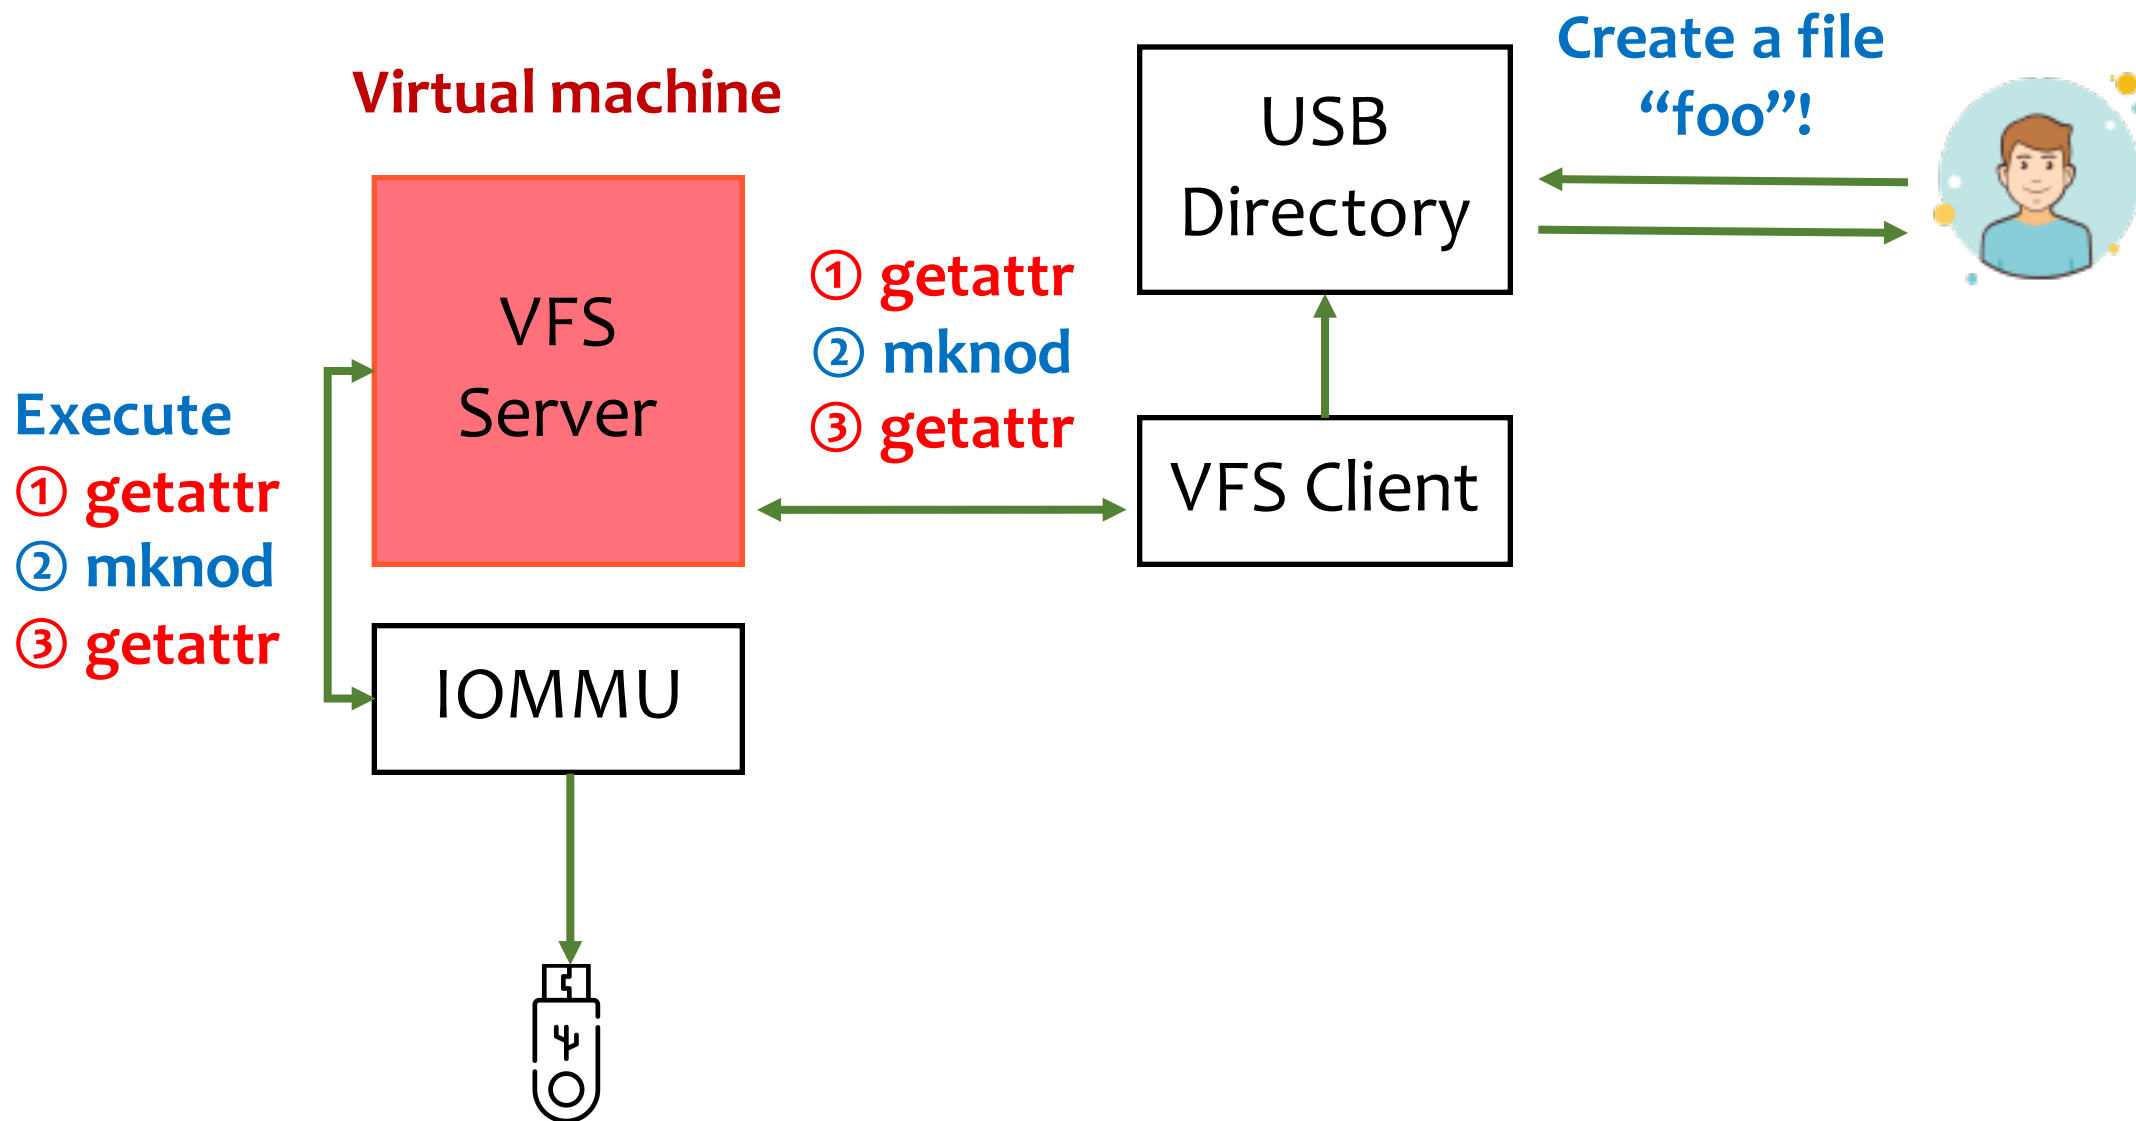 Create a file
“foo”!
Virtual machine
USB
Directory
VFS
Server
① getattr
② mknod
③ getattr
VFS Client
Execute
① getattr
② mknod
③ getattr
IOMMU